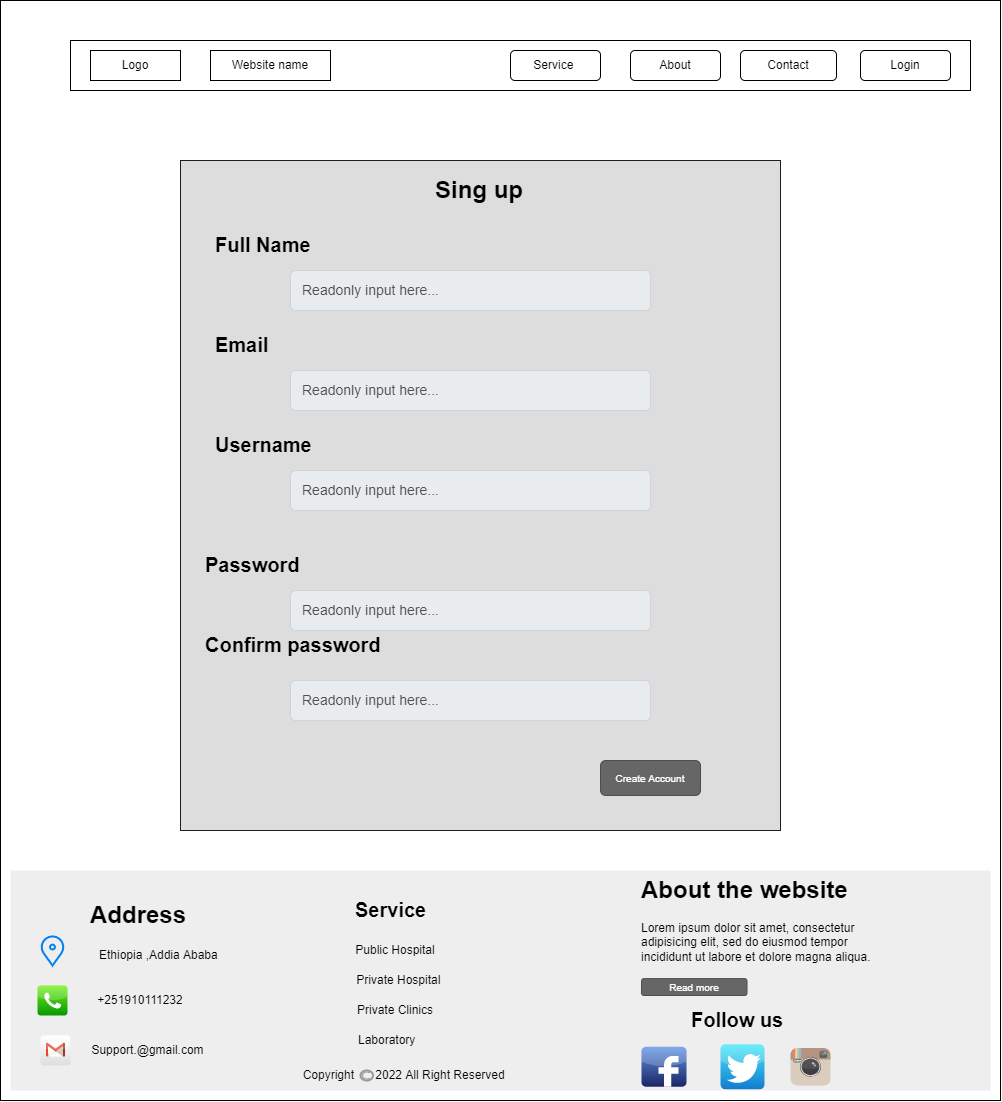 Logo
Website name
Service
About
Contact
Login
Sing up
Full Name
Readonly input here...
Email
Readonly input here...
Username
Readonly input here...
Password
Readonly input here...
Confirm password
Readonly input here...
Create Account
Address
Ethiopia ,Addia Ababa
+251910111232
Support.@gmail.com
Service
Public Hospital
Private Hospital
Private Clinics
Laboratory
Copyright 2022 All Right Reserved
About the website
Lorem ipsum dolor sit amet, consectetur
adipisicing elit, sed do eiusmod tempor
incididunt ut labore et dolore magna aliqua.
Read more
Follow us